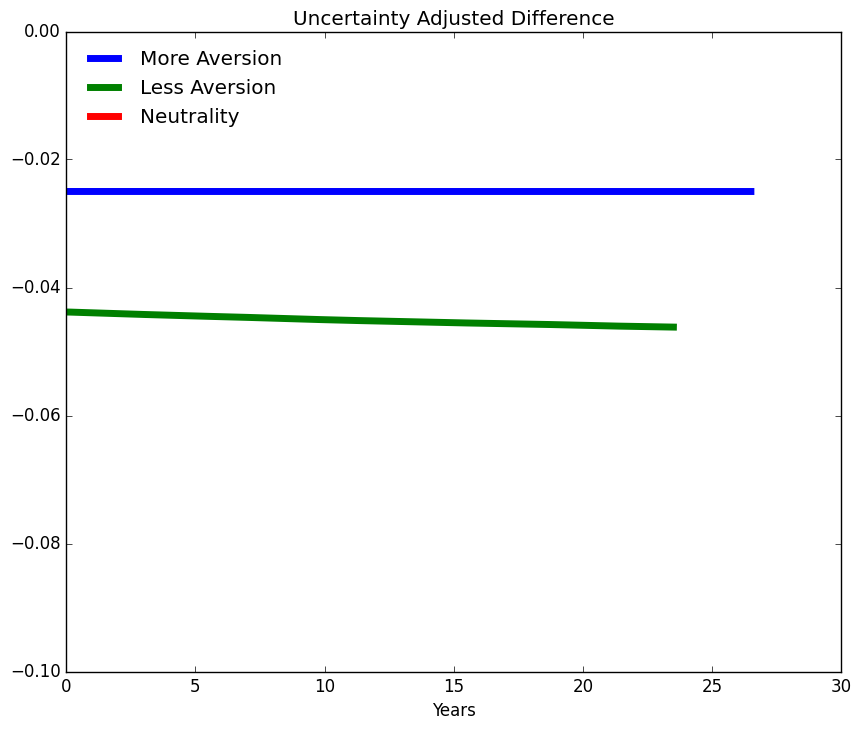 Uncertainty Adjusted Difference
0.00
More Aversion
Less Aversion
Neutrality
−0.02
−0.04
−0.06
−0.08
−0.10
0 5 10 15 20 25 30
Years